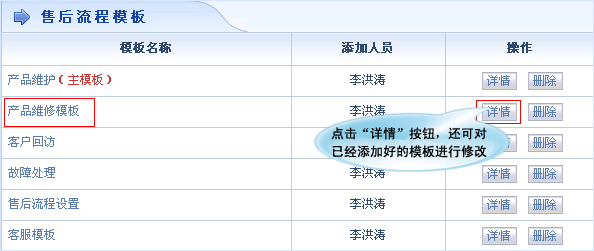 售后流程模板
模板名称 添加人员 操作
产品维护（主模板） 李洪涛 详情 删除
产品维修模板 李洪涛 详情 删除
点击“详情”按钮，还可对
已经添加好的模板进行修改
客户回访 删除
故障处理 李洪涛 详情 删除
售后流程设置 李洪涛 详情 删除
客服模板 李洪涛 详情 删除